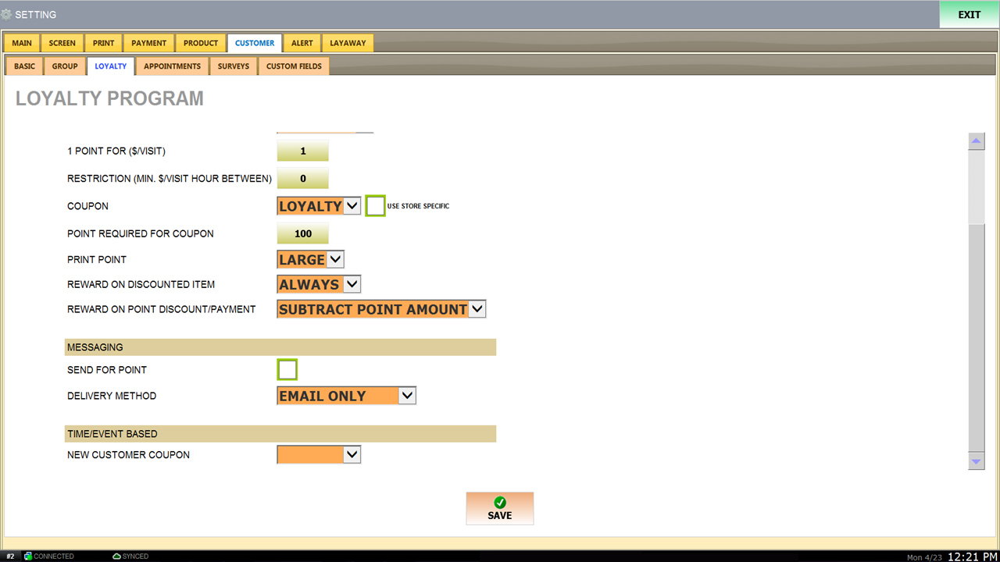 SETTING
EXIT
MAIN SCREEN PRINT PAYMENT PRODUCT CUSTOMER ALERT LAYAWAY
BASIC GROUP LOYALTY APPOINTMENTS SURVEYS CUSTOM FIELDS
LOYALTY PROGRAM
1 POINT FOR ($/VISIT) 1
RESTRICTION (MIN. $/VISIT HOUR BETWEEN) 0
COUPON LOYALTY USE STORE SPECIFIC
POINT REQUIRED FOR COUPON 100
PRINT POINT LARGE
REWARD ON DISCOUNTED ITEM ALWAYS
REWARD ON POINT DISCOUNT/PAYMENT SUBTRACT POINT AMOUNT
MESSAGING
SEND FOR POINT
DELIVERY METHOD EMAIL ONLY
TIME/EVENT BASED
NEW CUSTOMER COUPON
SAVE
#2 CONNECTED SYNCED Mon 4/23 12:21 PM